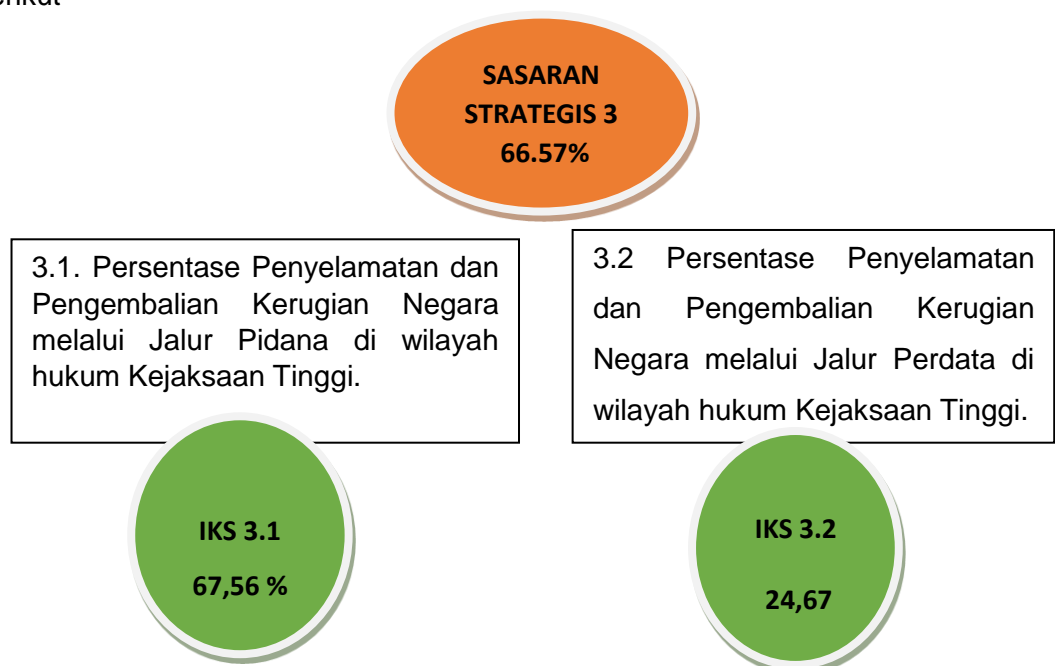 SASARAN
STRATEGIS 3
66.57%
3.1. Persentase Penyelamatan dan
Pengembalian Kerugian Negara
melalui Jalur Pidana di wilayah
hukum Kejaksaan Tinggi.
3.2 Persentase Penyelamatan
dan Pengembalian Kerugian
Negara melalui Jalur Perdata di
wilayah hukum Kejaksaan Tinggi.
IKS 3.1
67,56 %
IKS 3.2
24,67